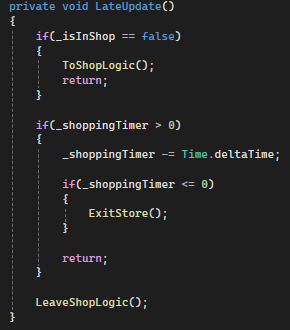 private void LateUpdate()
{
if(_isInShop == false)
{
ToShopLogic();
return;
}
if(_shoppingTimer > 0)
{
_shoppingTimer -= Time.deltaTime;
if(_shoppingTimer <= 0)
{
ExitStore();
}
return;
}
LeaveShopLogic();
}